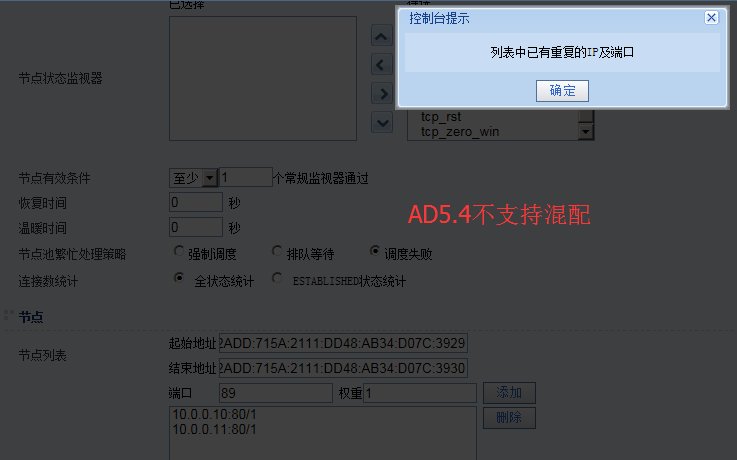 已选择
控制台提示
列表中已有重复的IP及端口
确定
节点状态监视器
tcp_rst
tcp_zero_win
节点有效条件 至少 1 个常规监视器通过
恢复时间 0 秒
温暖时间 0 秒
AD5.4不支持混配
节点池繁忙处理策略 强制调度 排队等待 调度失败
连接数统计 全状态统计 ESTABLISHED状态统计
节点
节点列表
起始地址 2ADD:715A:2111:DD48:AB34:D07C:3929
结束地址 2ADD:715A:2111:DD48:AB34:D07C:3930
端口 89 权重 1 添加
10.0.0.10:80/1
10.0.0.11:80/1
删除